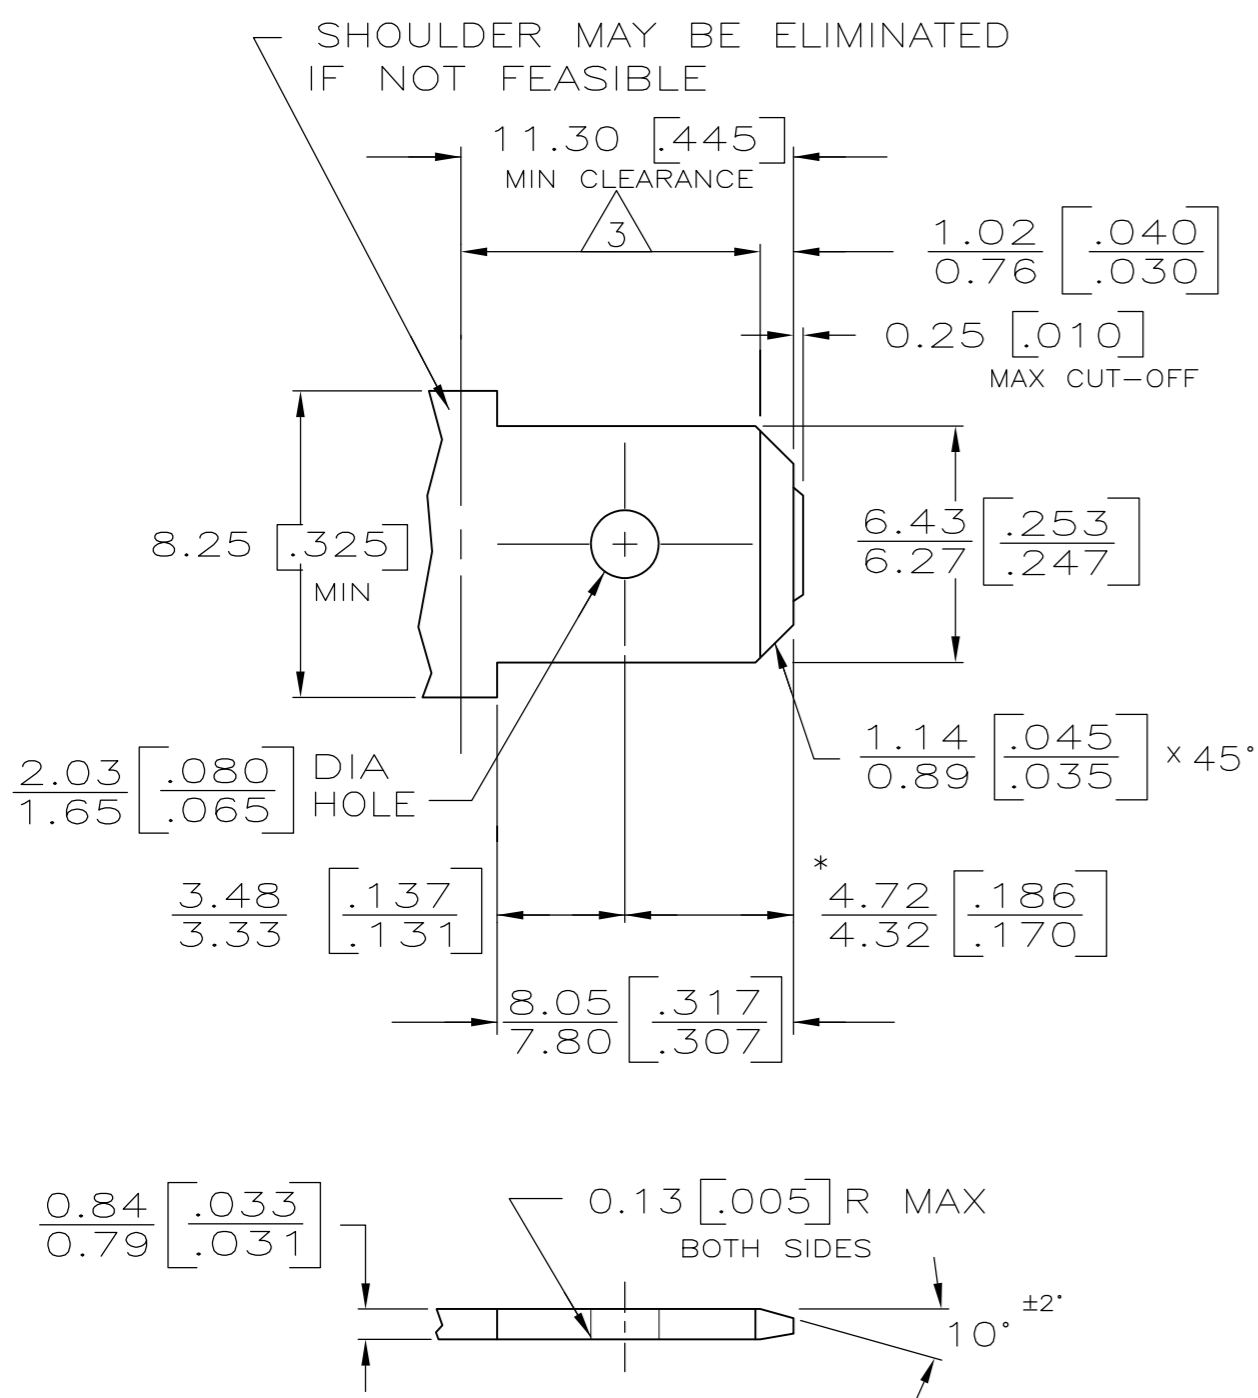 SHOULDER MAY BE ELIMINATED
IF NOT FEASIBLE
11.30 [.445]
MIN CLEARANCE
3
1.02 [.040
0.76 .030]
0.25 [.010]
MAX CUT-OFF
8.25 [.325]
MIN
6.43 [.253
6.27 .247]
2.03 [.080
1.65 .065]
DIA
HOLE
1.14 [.045
0.89 .035] x 45°
3.48 [.137
3.33 .131]
*
4.72 [.186
4.32 .170]
8.05 [.317
7.80 .307]
0.84 [.033
0.79 .031]
0.13 [.005] R MAX
BOTH SIDES
10° ±2°